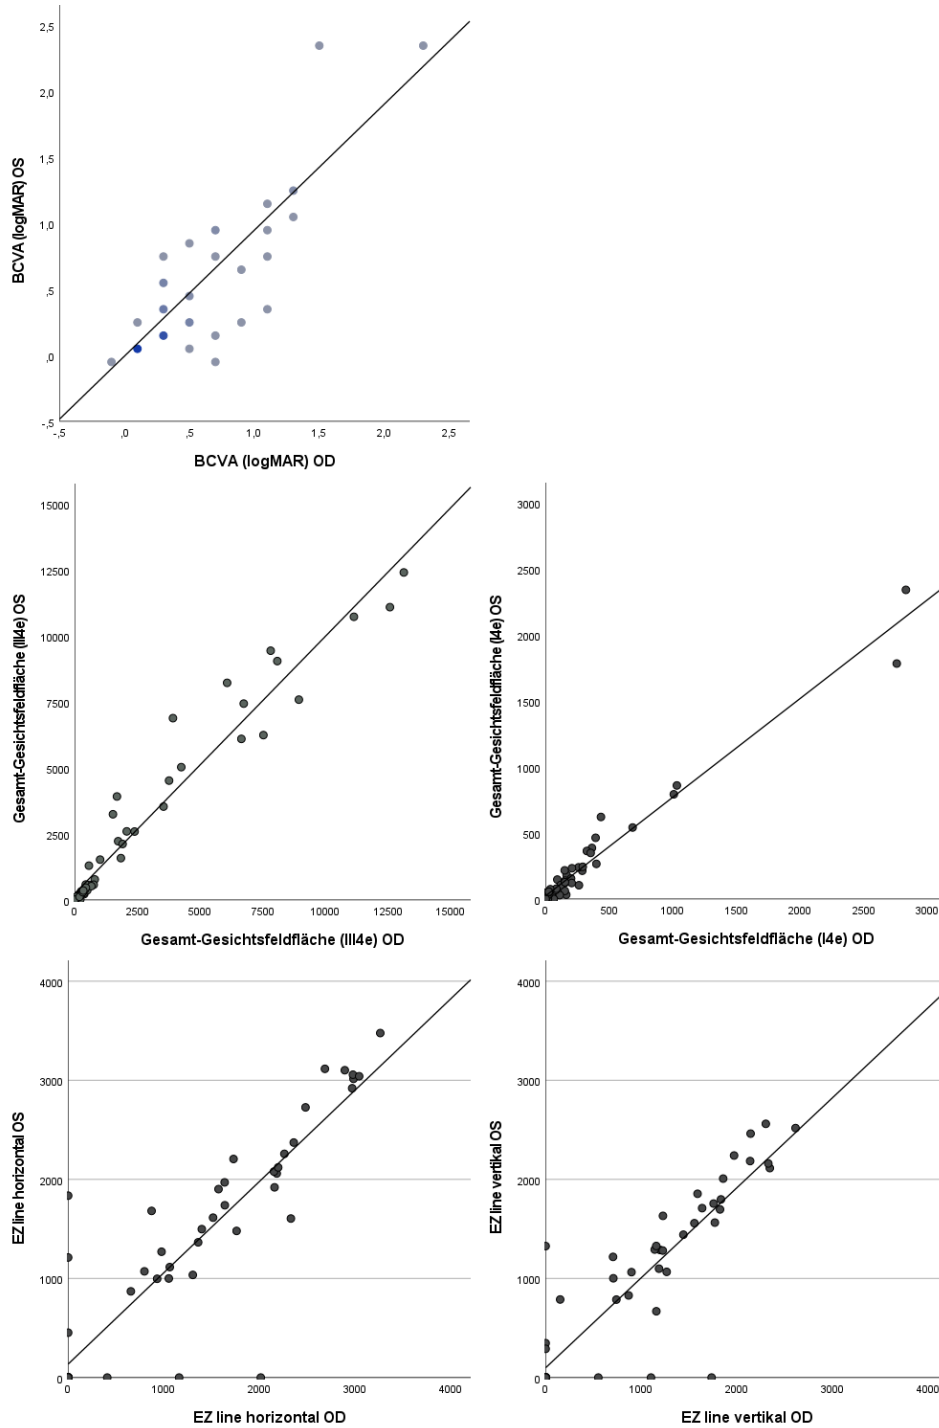 2,5
2,0
1,5
1,0
,5
,0
-,5
BCVA (logMAR) OS
-,5 ,0 ,5 1,0 1,5 2,0 2,5
BCVA (logMAR) OD
15000
12500
10000
7500
5000
2500
0
Gesamt-Gesichtsfeldfläche (III4e) OS
0 2500 5000 7500 10000 12500 15000
Gesamt-Gesichtsfeldfläche (III4e) OD
3000
2500
2000
1500
1000
500
0
Gesamt-Gesichtsfeldfläche (I4e) OS
0 500 1000 1500 2000 2500 3000
Gesamt-Gesichtsfeldfläche (I4e) OD
4000
3000
2000
1000
0
EZ line horizontal OS
0 1000 2000 3000 4000
EZ line horizontal OD
4000
3000
2000
1000
0
EZ line vertikal OS
0 1000 2000 3000 4000
EZ line vertikal OD